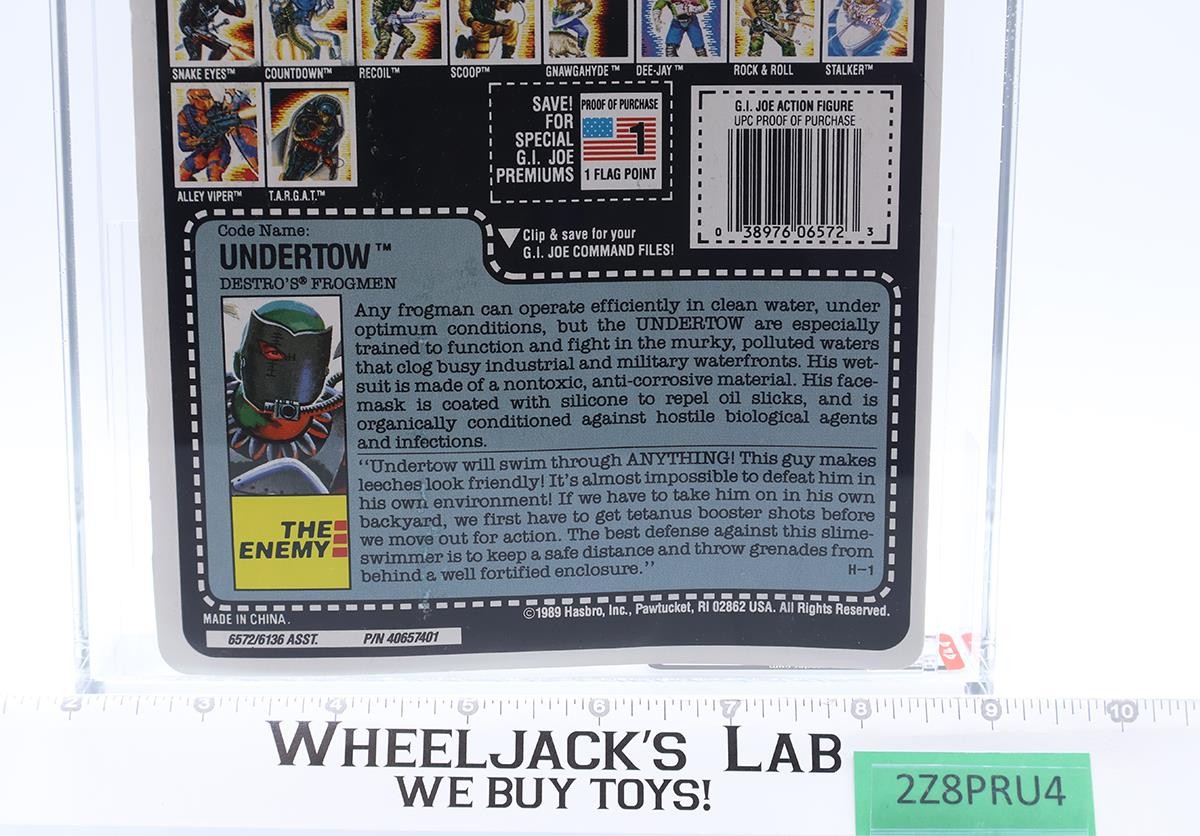 SNAKE EYES™ COUNTDOWN™ RECOIL™ SCOOP™ GNAWGAHYDE™ DEE-JAY™ ROCK & ROLL STALKER™
ALLEY VIPER™ T.A.R.G.A.T.™
SAVE!
FOR
SPECIAL
G.I. JOE
PREMIUMS
PROOF OF PURCHASE
1
1 FLAG POINT
G.I. JOE ACTION FIGURE
UPC PROOF OF PURCHASE
0 38976 06572 3
Clip & save for your
G.I. JOE COMMAND FILES!
Code Name:
UNDERTOW™
DESTRO'S® FROGMEN
Any frogman can operate efficiently in clean water, under
optimum conditions, but the UNDERTOW are especially
trained to function and fight in the murky, polluted waters
that clog busy industrial and military waterfronts. His wet-
suit is made of a nontoxic, anti-corrosive material. His face-
mask is coated with silicone to repel oil slicks, and is
organically conditioned against hostile biological agents
and infections.
"Undertow will swim through ANYTHING! This guy makes
leeches look friendly! It's almost impossible to defeat him in
his own environment! If we have to take him on in his own
backyard, we first have to get tetanus booster shots before
we move out for action. The best defense against this slime-
swimmer is to keep a safe distance and throw grenades from
behind a well fortified enclosure."
H-1
THE
ENEMY
©1989 Hasbro, Inc., Pawtucket, RI 02862 USA. All Rights Reserved.
MADE IN CHINA.
6572/6136 ASST. P/N 40657401
2 3 4 5 6 7 8 9 10
WHEELJACK'S LAB
WE BUY TOYS!
2Z8PRU4